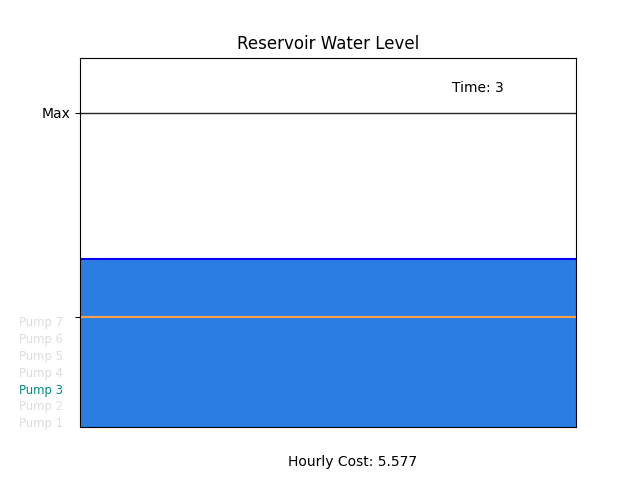 Reservoir Water Level
Time: 3
Max
Pump 7
Pump 6
Pump 5
Pump 4
Pump 3
Pump 2
Pump 1
Hourly Cost: 5.577